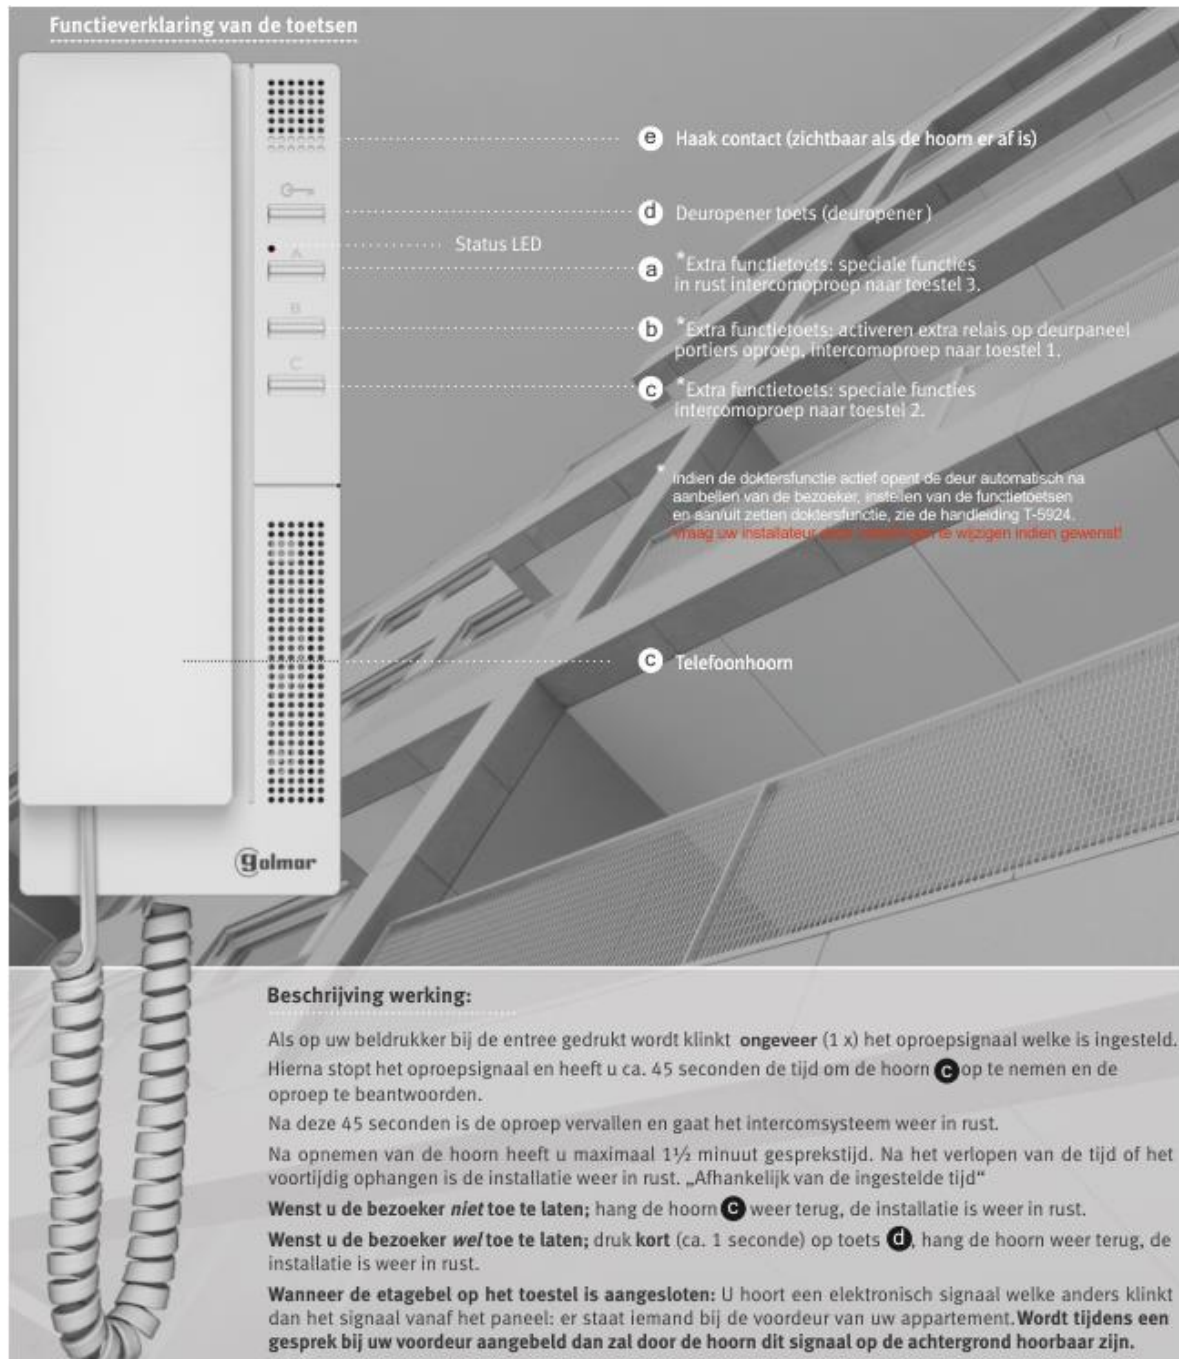 Functieverklaring van de toetsen
e Haak contact (zichtbaar als de hoorn er af is)
d Deuropener toets (deuropener )
Status LED
A
a *Extra functietoets: speciale functies
in rust intercomoproep naar toestel 3.
B
b *Extra functietoets: activeren extra relais op deurpaneel
portiers oproep, intercomoproep naar toestel 1.
C
c *Extra functietoets: speciale functies
intercomoproep naar toestel 2.
* Indien de doktersfunctie actief opent de deur automatisch na
aanbellen van de bezoeker, instellen van de functietoetsen
en aan/uit zetten doktersfunctie, zie de handleiding T-5924.
Vraag uw installateur te wijzigen indien gewenst!
c Telefoonhoorn
golmar
Beschrijving werking:
Als op uw beldrukker bij de entree gedrukt wordt klinkt ongeveer (1 x) het oproepsignaal welke is ingesteld.
Hierna stopt het oproepsignaal en heeft u ca. 45 seconden de tijd om de hoorn c op te nemen en de
oproep te beantwoorden.
Na deze 45 seconden is de oproep vervallen en gaat het intercomsysteem weer in rust.
Na opnemen van de hoorn heeft u maximaal 1½ minuut gesprekstijd. Na het verlopen van de tijd of het
voortijdig ophangen is de installatie weer in rust. „Afhankelijk van de ingestelde tijd“
Wenst u de bezoeker niet toe te laten; hang de hoorn c weer terug, de installatie is weer in rust.
Wenst u de bezoeker wel toe te laten; druk kort (ca. 1 seconde) op toets d, hang de hoorn weer terug, de
installatie is weer in rust.
Wanneer de etagebel op het toestel is aangesloten: U hoort een elektronisch signaal welke anders klinkt
dan het signaal vanaf het paneel: er staat iemand bij de voordeur van uw appartement. Wordt tijdens een
gesprek bij uw voordeur aangebeld dan zal door de hoorn dit signaal op de achtergrond hoorbaar zijn.